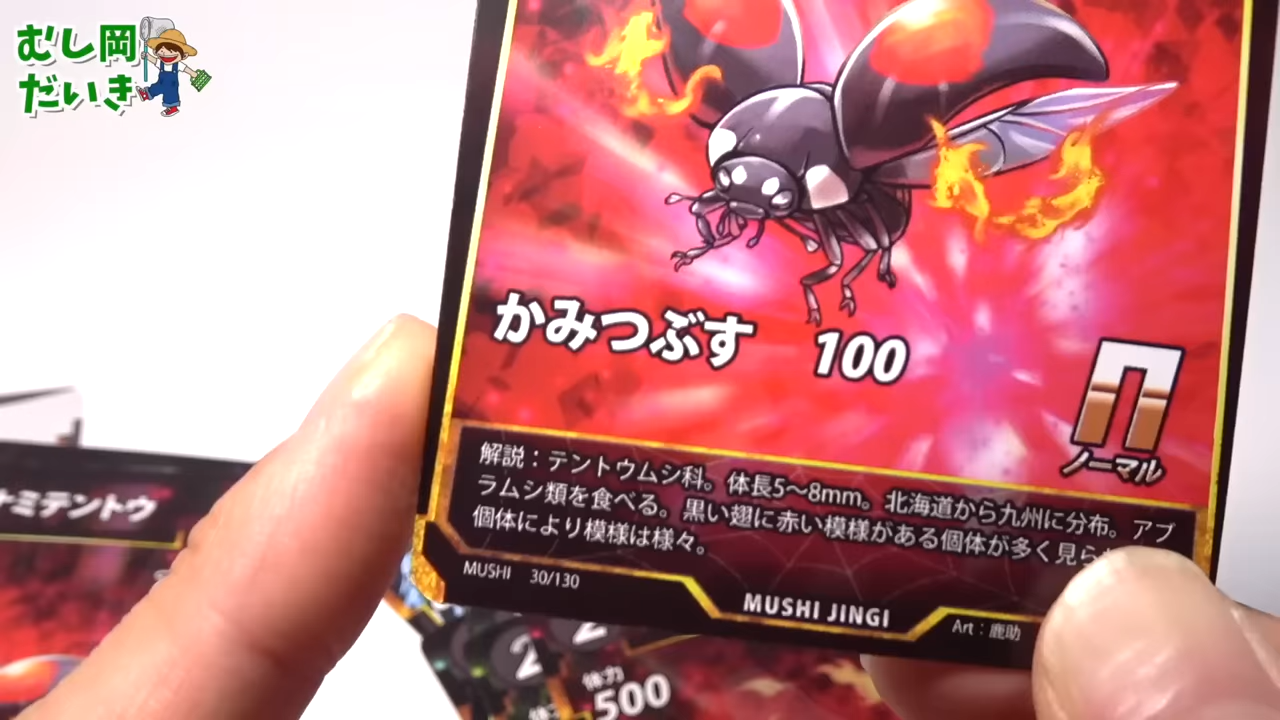 むし岡
だいき
かみつぶす 100
ノーマル
解説：テントウムシ科。体長5～8mm。北海道から九州に分布。アブ
ラムシ類を食べる。黒い翅に赤い模様がある個体が多く見ら
個体により模様は様々。
MUSHI 30/130
MUSHI JINGI
Art：鹿助
ナミテントウ
2
2
体力
500